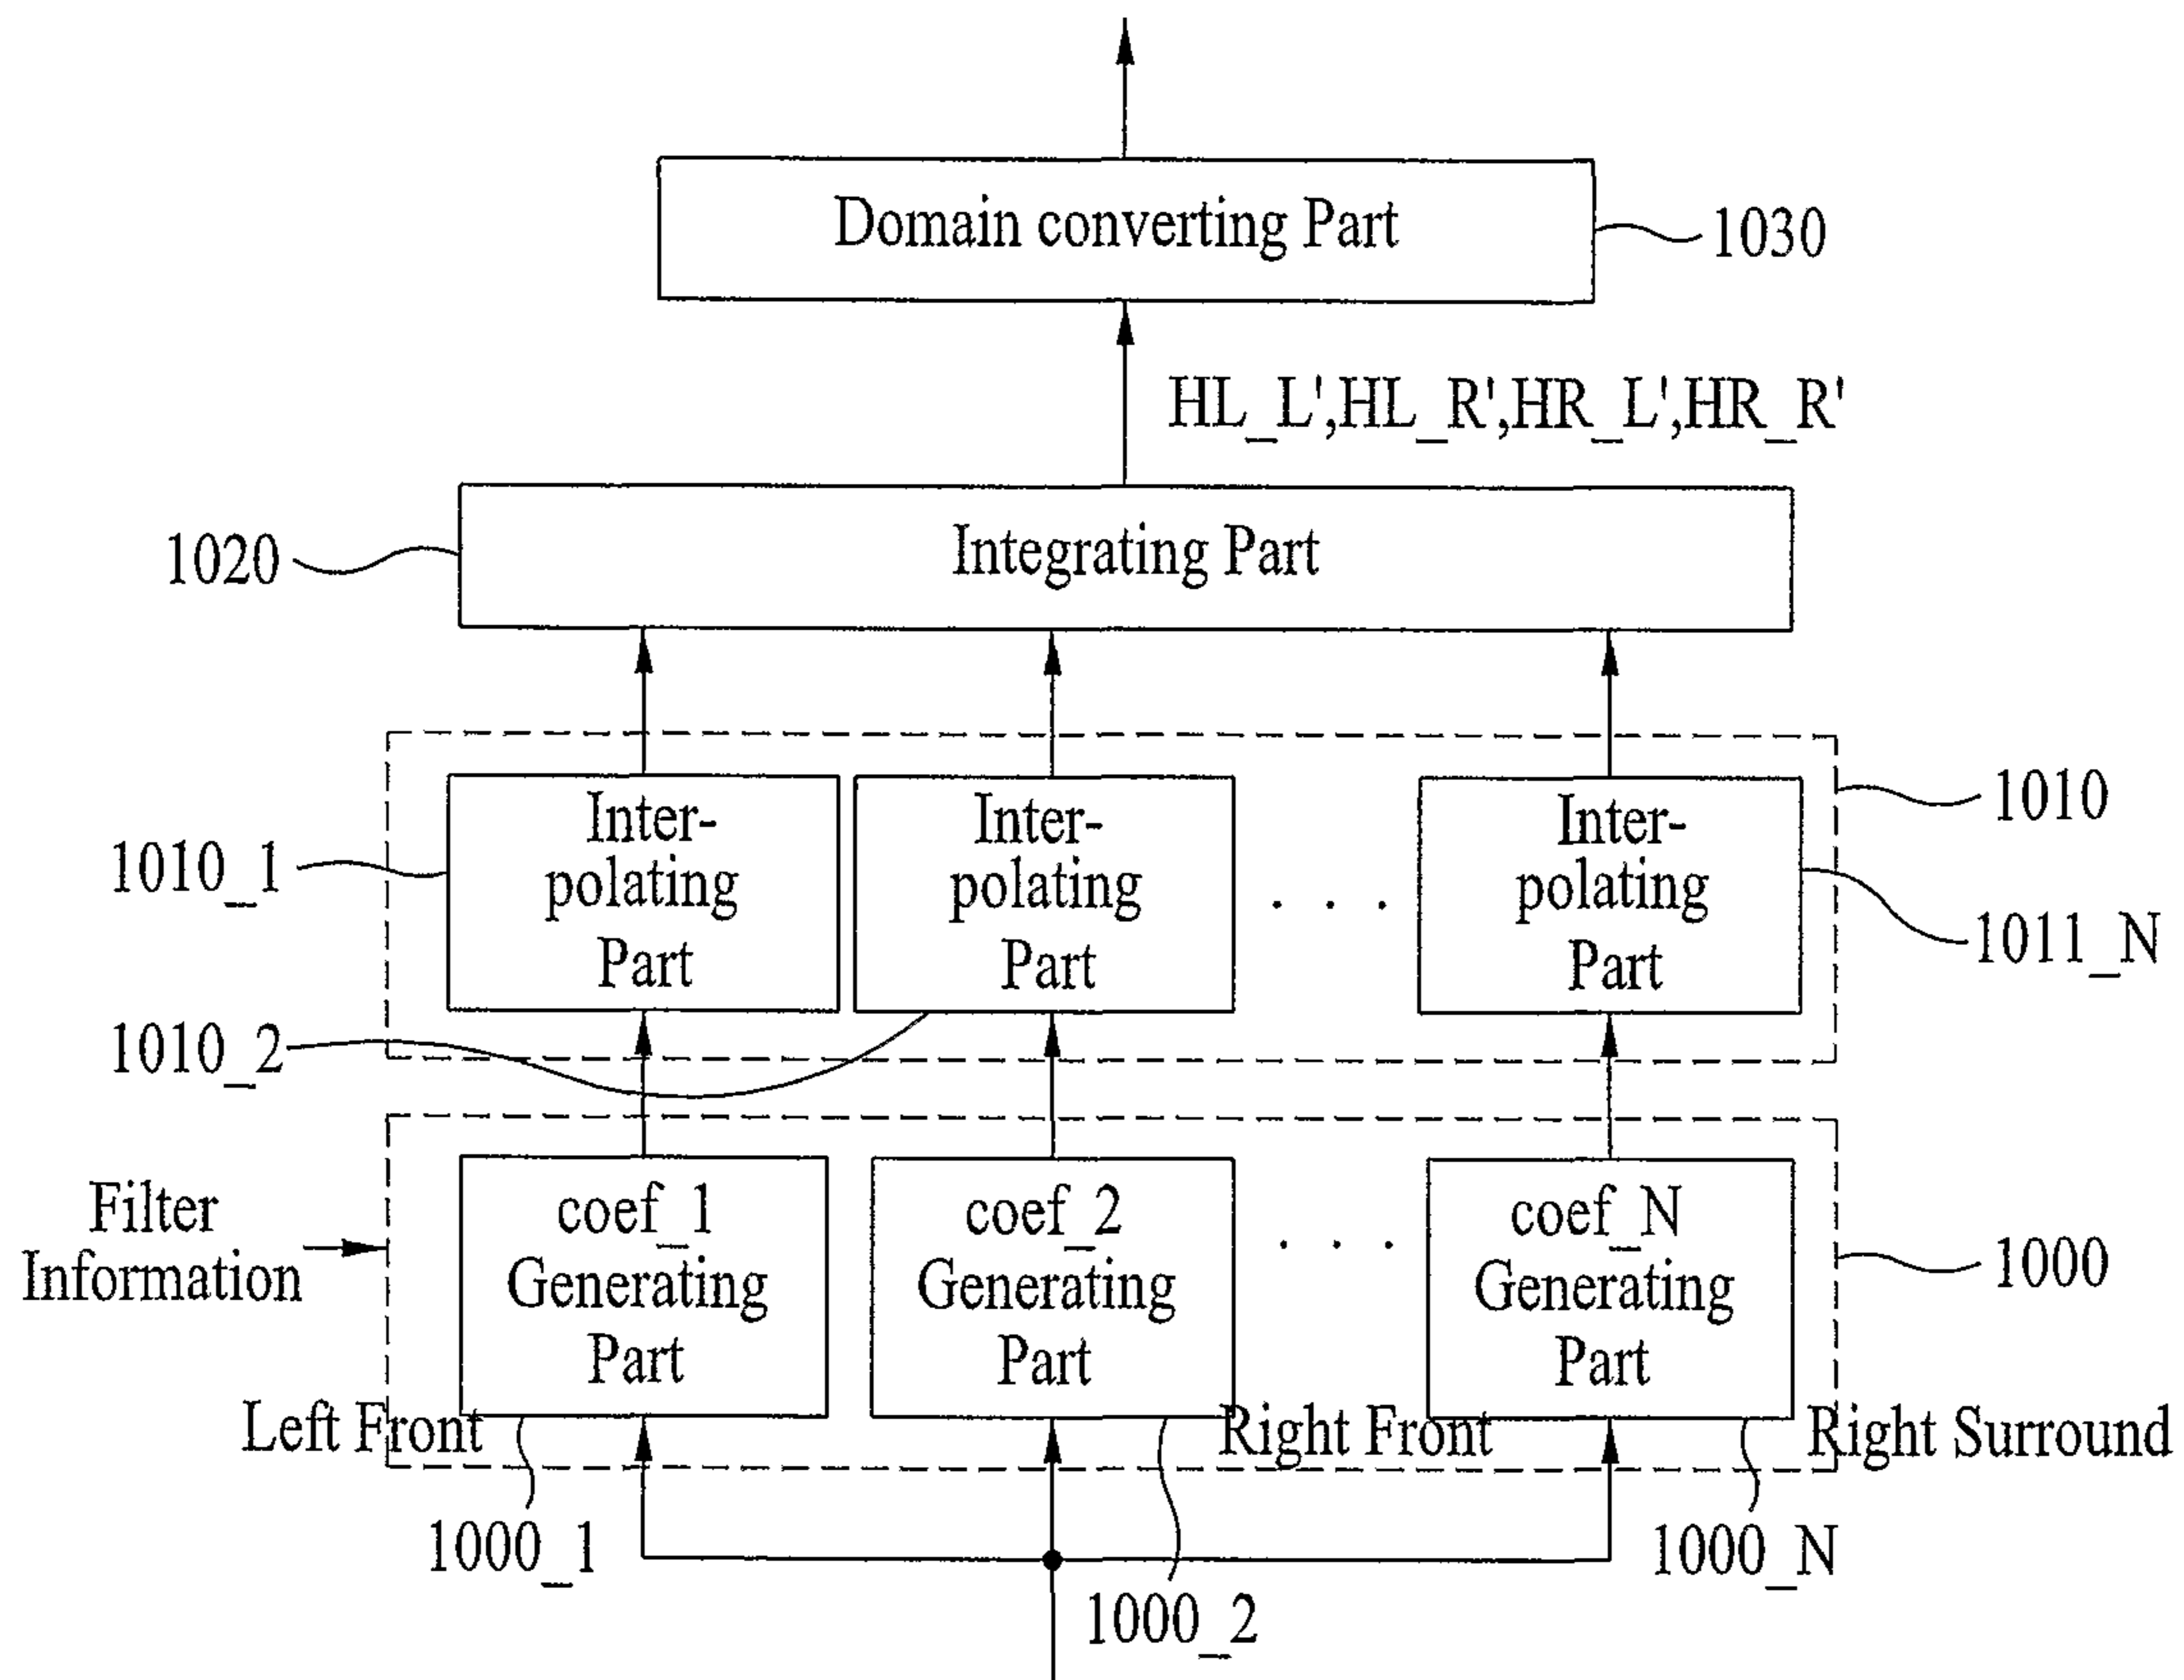 Domain converting Part
1030
HL_L',HL_R',HR_L',HR_R'
1020
Integrating Part
1010
1010_1
Inter-
polating
Part
Inter-
polating
Part
. . .
Inter-
polating
Part
1011_N
1010_2
Filter
Information
coef_1
Generating
Part
coef_2
Generating
Part
. . .
coef_N
Generating
Part
1000
Left Front
Right Front
Right Surround
1000_1
1000_2
1000_N